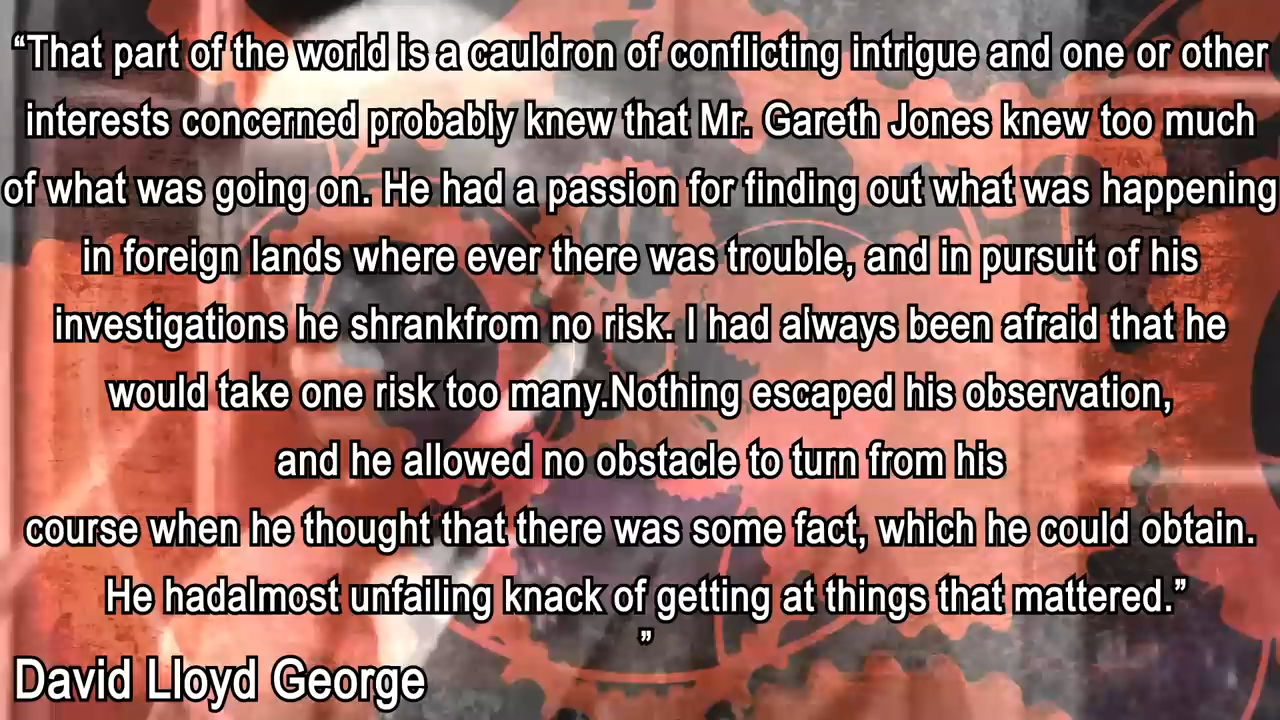 “That part of the world is a cauldron of conflicting intrigue and one or other
interests concerned probably knew that Mr. Gareth Jones knew too much
of what was going on. He had a passion for finding out what was happening
in foreign lands where ever there was trouble, and in pursuit of his
investigations he shrankfrom no risk. I had always been afraid that he
would take one risk too many.Nothing escaped his observation,
and he allowed no obstacle to turn from his
course when he thought that there was some fact, which he could obtain.
He hadalmost unfailing knack of getting at things that mattered.”
”
David Lloyd George